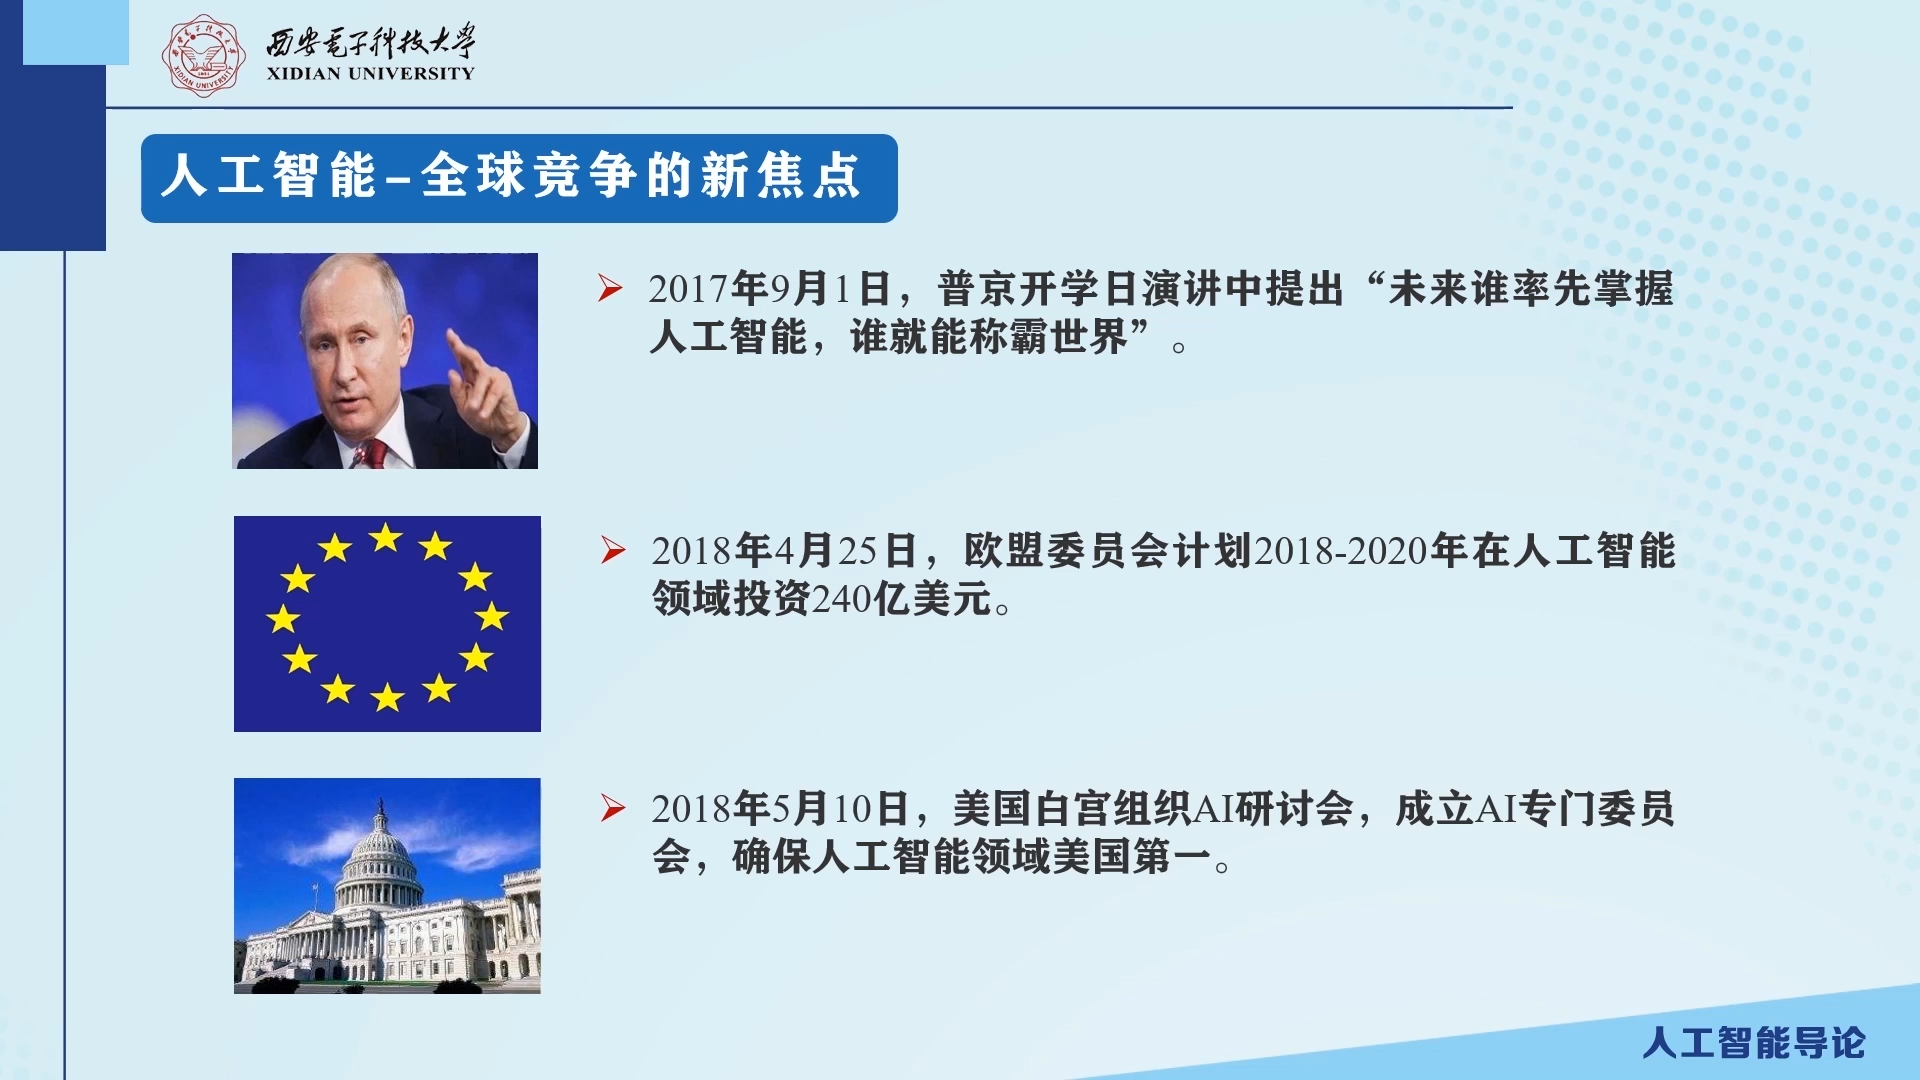 西安电子科技大学
XIDIAN UNIVERSITY
人工智能-全球竞争的新焦点
2017年9月1日，普京开学日演讲中提出“未来谁率先掌握
人工智能，谁就能称霸世界”。
2018年4月25日，欧盟委员会计划2018-2020年在人工智能
领域投资240亿美元。
2018年5月10日，美国白宫组织AI研讨会，成立AI专门委员
会，确保人工智能领域美国第一。
人工智能导论